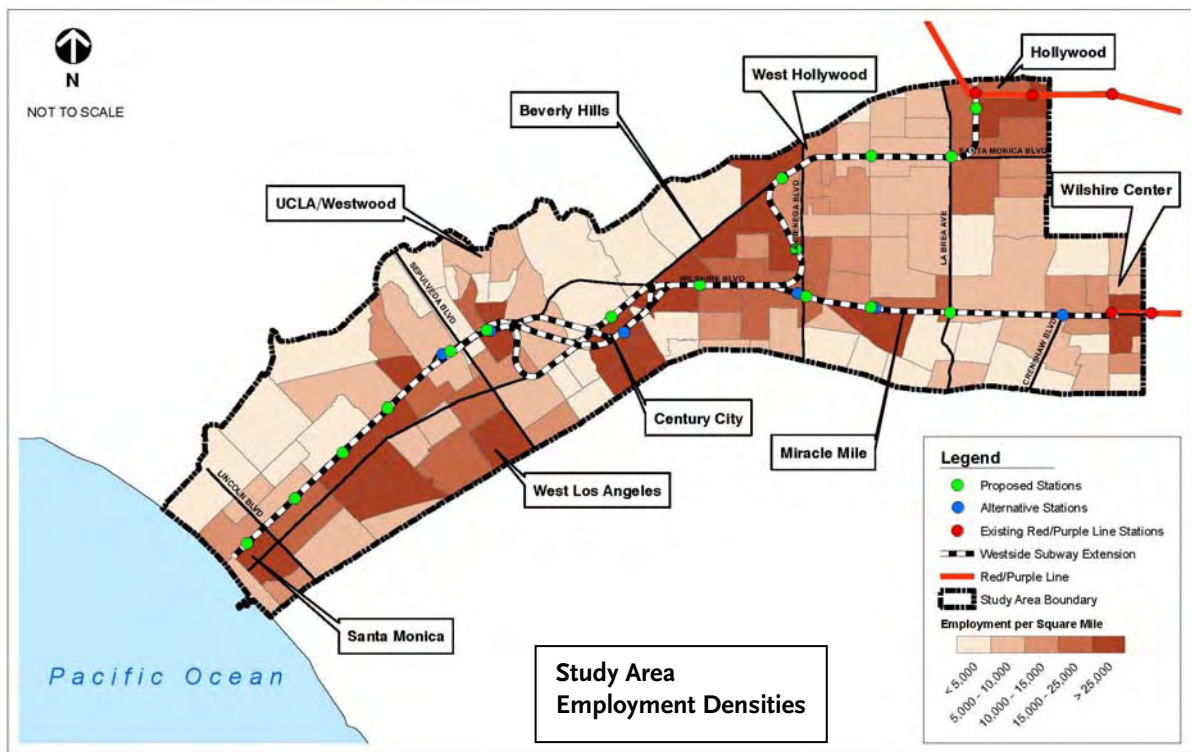 N
NOT TO SCALE
Hollywood
West Hollywood
Beverly Hills
UCLA/Westwood
Wilshire Center
SANTA MONICA BLVD
LA BREA AVE
WILSHIRE BLVD
SEPULVEDA BLVD
CRENSHAW BLVD
LINCOLN BLVD
Century City
Miracle Mile
West Los Angeles
Santa Monica
Pacific Ocean
Study Area
Employment Densities
Legend
Proposed Stations
Alternative Stations
Existing Red/Purple Line Stations
Westside Subway Extension
Red/Purple Line
Study Area Boundary
Employment per Square Mile
< 5,000
5,000 - 10,000
10,000 - 15,000
15,000 - 25,000
> 25,000